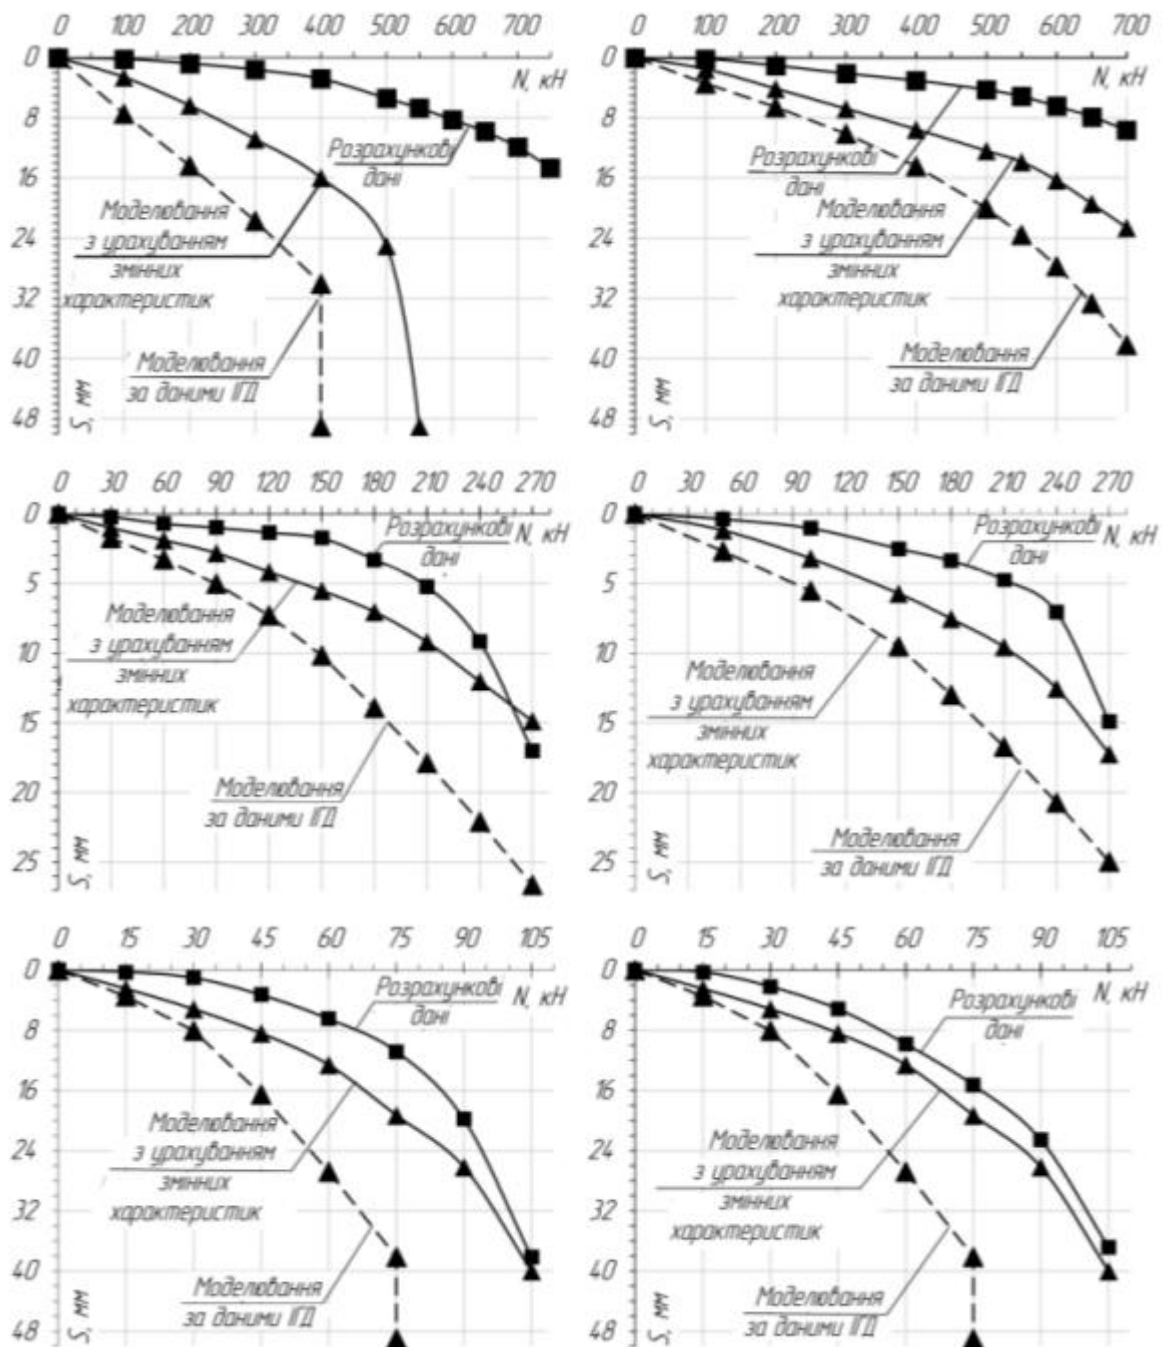 0 100 200 300 400 500 600 700
0
8
16
24
32
40
48
N, кН
S, мм
Розрахункові
дані
Моделювання
з урахуванням
змінних
характеристик
Моделювання
за даними ІГД
0 100 200 300 400 500 600 700
0
8
16
24
32
40
48
N, кН
S, мм
Розрахункові
дані
Моделювання
з урахуванням
змінних
характеристик
Моделювання
за даними ІГД
0 30 60 90 120 150 180 210 240 270
0
5
10
15
20
25
N, кН
S, мм
Розрахункові
дані
Моделювання
з урахуванням
змінних
характеристик
Моделювання
за даними ІГД
0 30 60 90 120 150 180 210 240 270
0
5
10
15
20
25
N, кН
S, мм
Розрахункові
дані
Моделювання
з урахуванням
змінних
характеристик
Моделювання
за даними ІГД
0 15 30 45 60 75 90 105
0
8
16
24
32
40
48
N, кН
S, мм
Розрахункові
дані
Моделювання
з урахуванням
змінних
характеристик
Моделювання
за даними ІГД
0 15 30 45 60 75 90 105
0
8
16
24
32
40
48
N, кН
S, мм
Розрахункові
дані
Моделювання
з урахуванням
змінних
характеристик
Моделювання
за даними ІГД